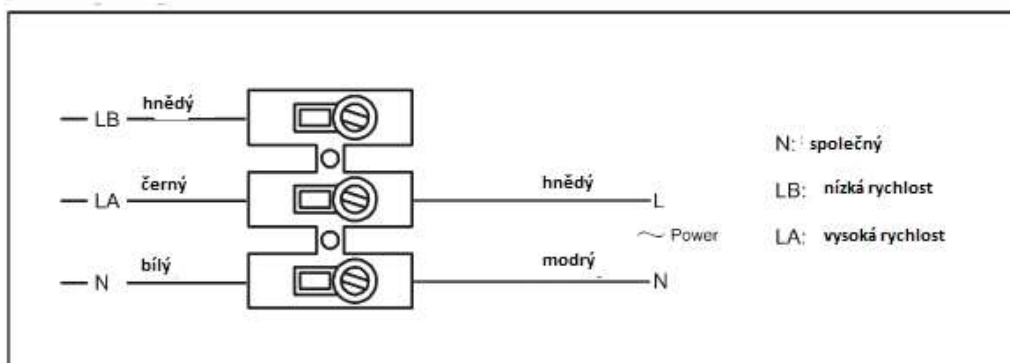 LB hnědý
LA černý
N bílý
hnědý L
~ Power
modrý N
N: společný
LB: nízká rychlost
LA: vysoká rychlost